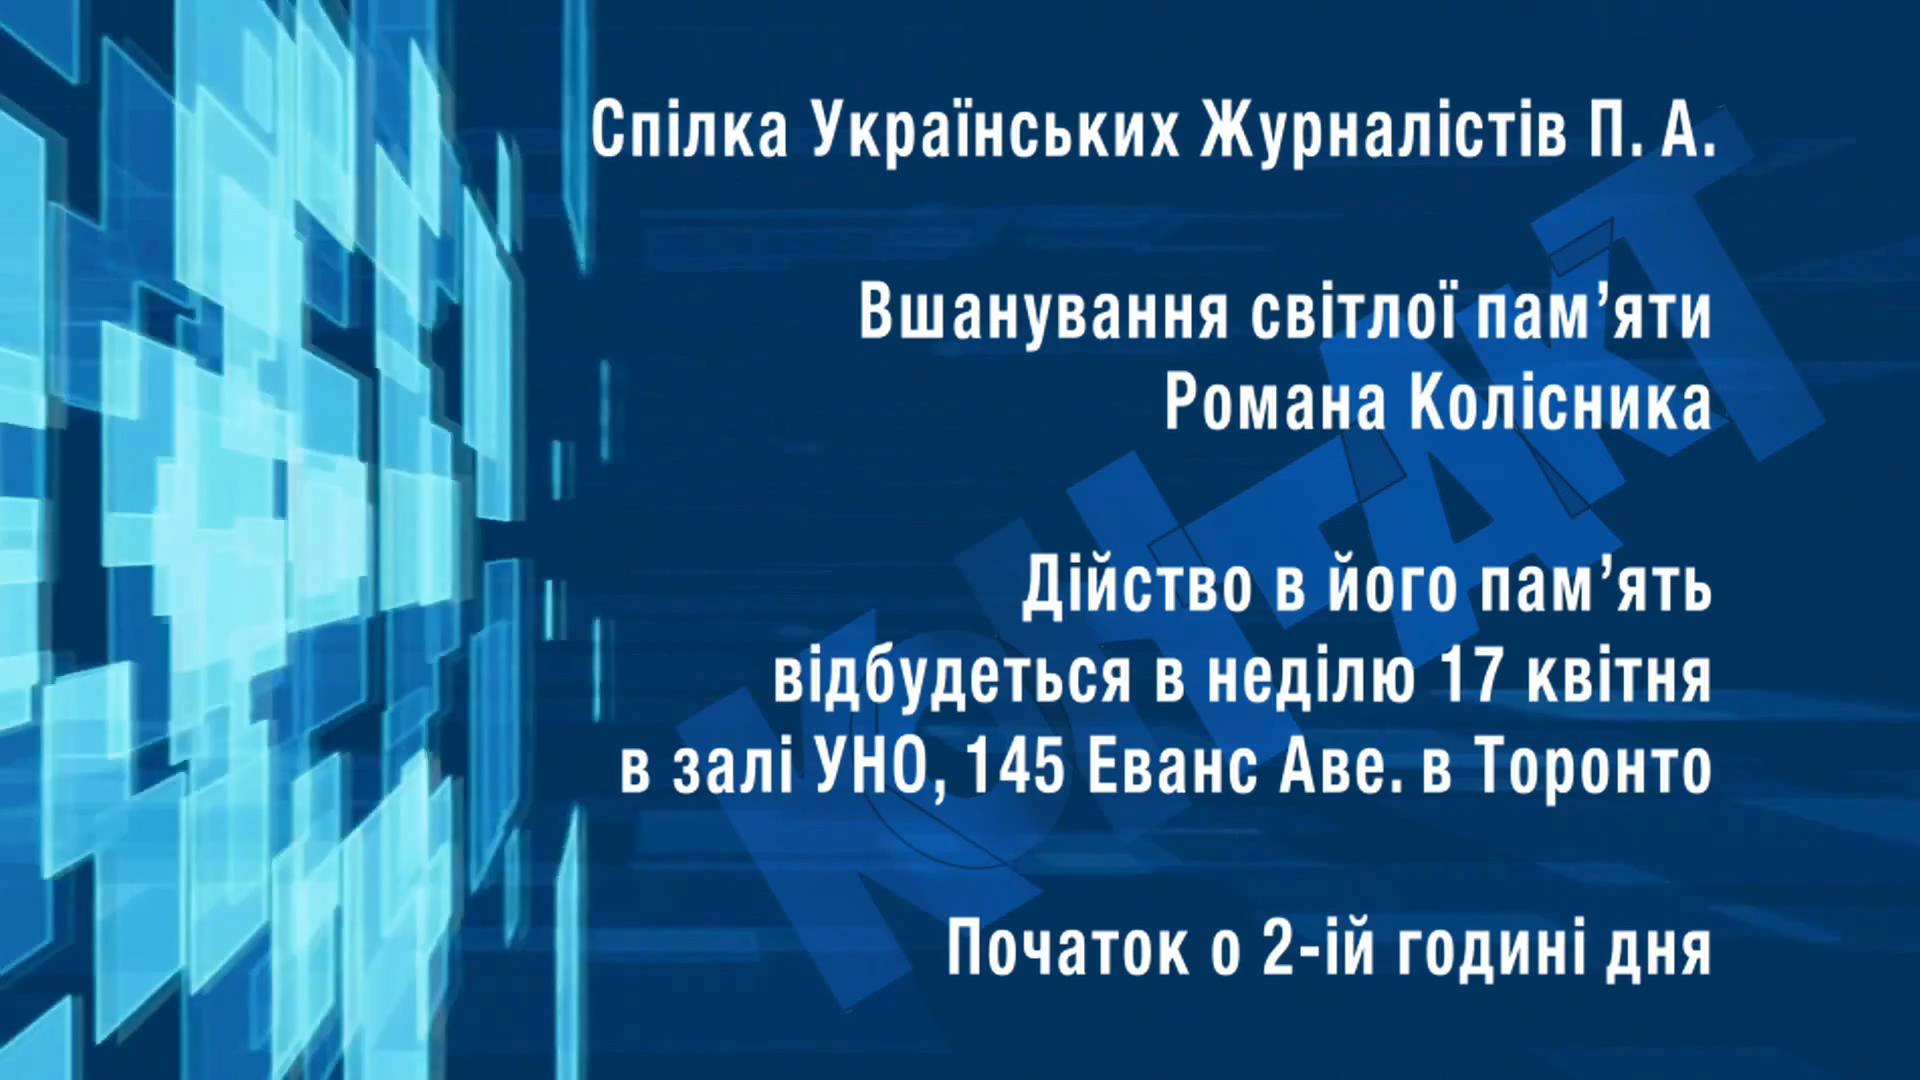 Спілка Українських Журналістів П. А.
Вшанування світлої пам’яти
Романа Колісника
Дійство в його пам’ять
відбудеться в неділю 17 квітня
в залі УНО, 145 Еванс Аве. в Торонто
Початок о 2-ій годині дня
КОНТАКТ